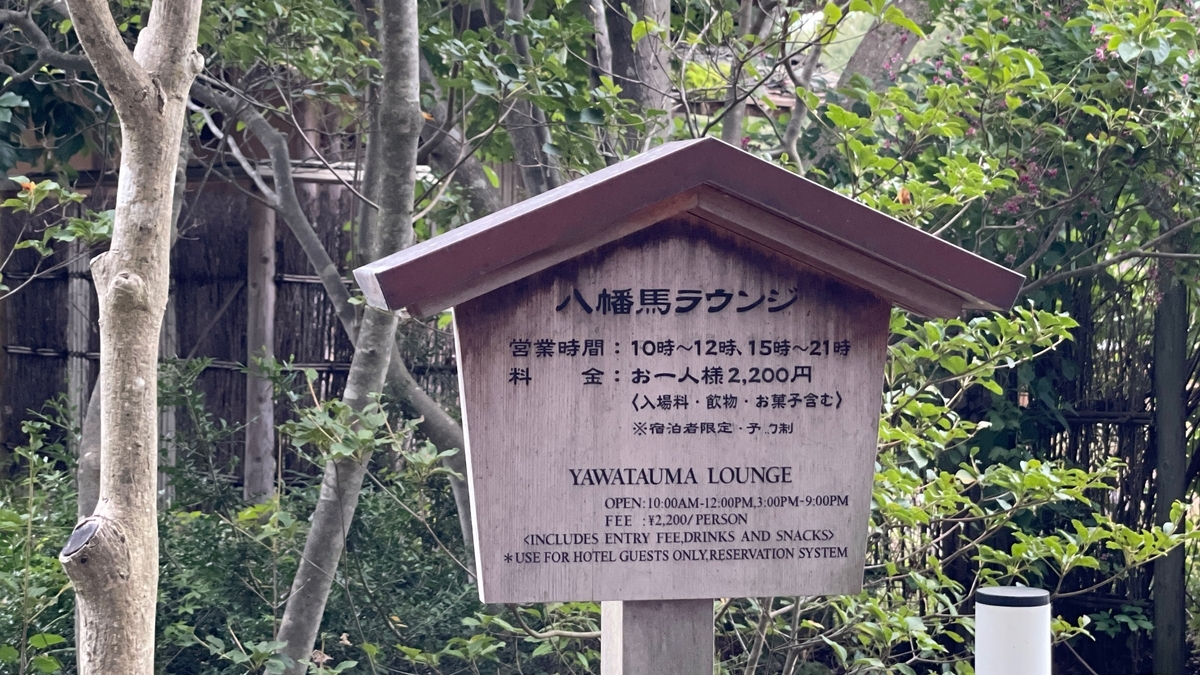 八幡馬ラウンジ
営業時間：10時～12時、15時～21時
料　　金：お一人様2,200円
〈入場料・飲物・お菓子含む〉
※宿泊者限定・
YAWATAUMA LOUNGE
OPEN:10:00AM-12:00PM,3:00PM-9:00PM
FEE :¥2,200/PERSON
<INCLUDES ENTRY FEE,DRINKS AND SNACKS>
*USE FOR HOTEL GUESTS ONLY,RESERVATION SYSTEM